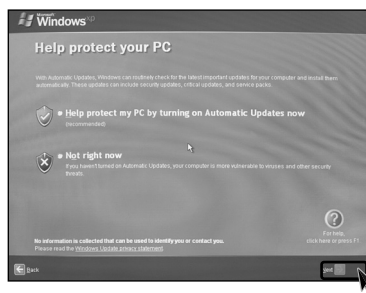 Microsoft
Windows xp
Help protect your PC
With Automatic Updates, Windows can routinely check for the latest important updates for your computer and install them
automatically. These updates can include security updates, critical updates, and service packs.
Help protect my PC by turning on Automatic Updates now
(recommended)
Not right now
If you haven't turned on Automatic Updates, your computer is more vulnerable to viruses and other security
threats.
For help,
click here or press F1
No information is collected that can be used to identify you or contact you.
Please read the Windows Update privacy statement.
Back
Next